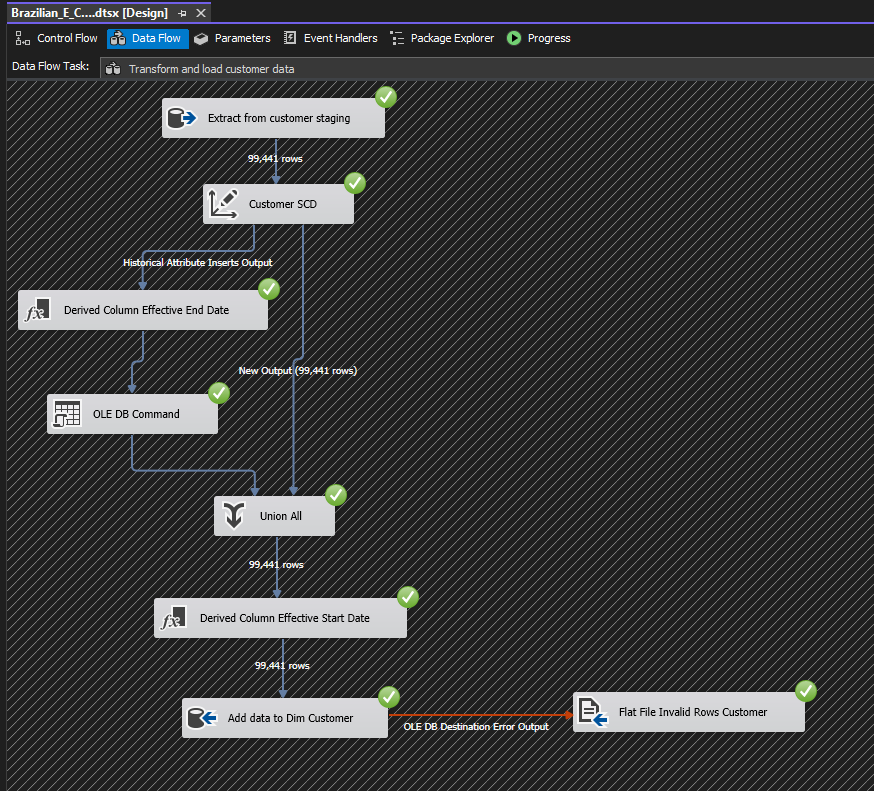 Brazilian_E_C....dtsx [Design]
Control Flow Data Flow Parameters Event Handlers Package Explorer Progress
Data Flow Task: Transform and load customer data
Extract from customer staging
99,441 rows
Customer SCD
Historical Attribute Inserts Output
Derived Column Effective End Date
New Output (99,441 rows)
OLE DB Command
Union All
99,441 rows
Derived Column Effective Start Date
99,441 rows
Add data to Dim Customer
OLE DB Destination Error Output
Flat File Invalid Rows Customer